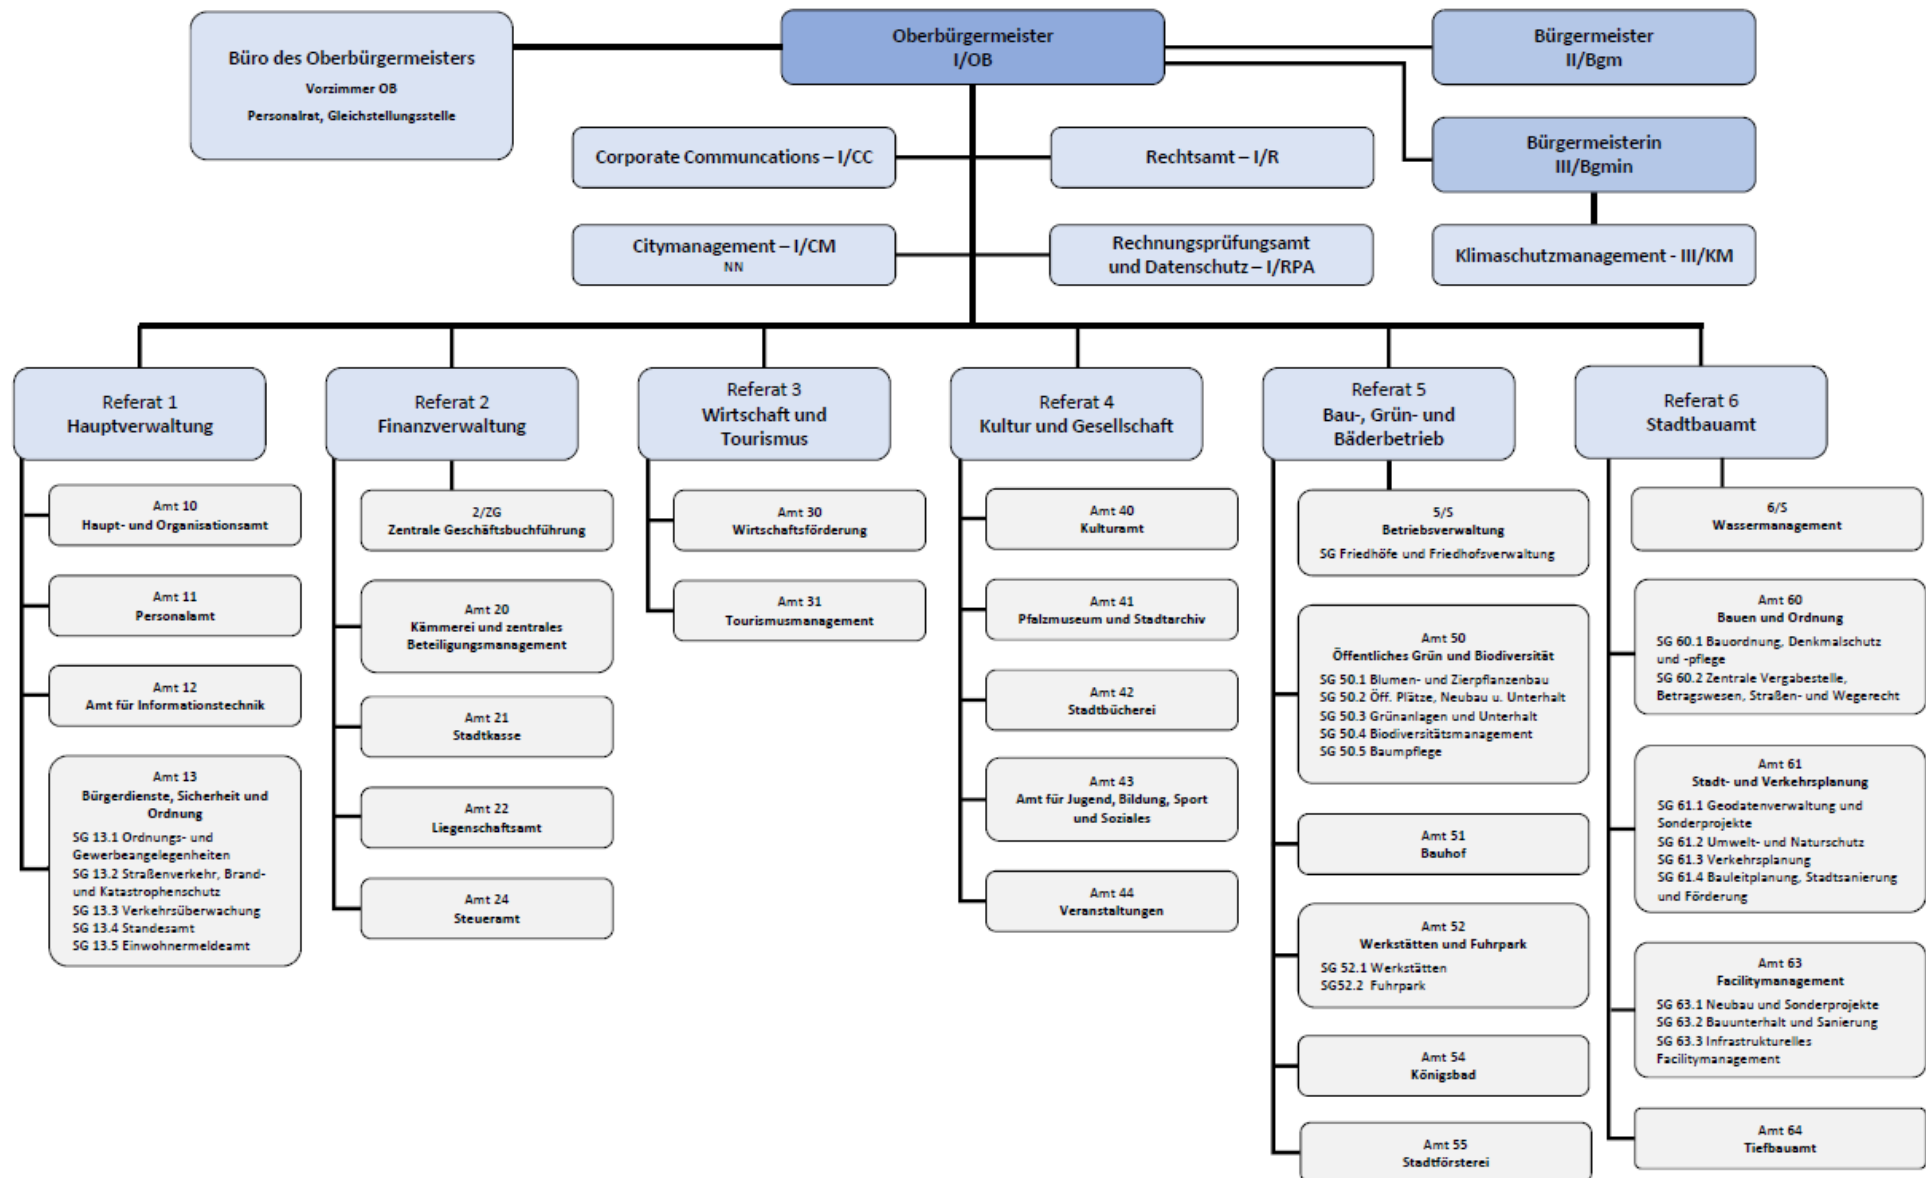 Büro des Oberbürgermeisters
Vorzimmer OB
Personalrat, Gleichstellungsstelle
Oberbürgermeister
I/OB
Bürgermeister
II/Bgm
Bürgermeisterin
III/Bgmin
Corporate Communcations – I/CC
Rechtsamt – I/R
Citymanagement – I/CM
NN
Rechnungsprüfungsamt
und Datenschutz – I/RPA
Klimaschutzmanagement - III/KM
Referat 1
Hauptverwaltung
Amt 10
Haupt- und Organisationsamt
Amt 11
Personalamt
Amt 12
Amt für Informationstechnik
Amt 13
Bürgerdienste, Sicherheit und
Ordnung
SG 13.1 Ordnungs- und
Gewerbeangelegenheiten
SG 13.2 Straßenverkehr, Brand-
und Katastrophenschutz
SG 13.3 Verkehrsüberwachung
SG 13.4 Standesamt
SG 13.5 Einwohnermeldeamt
Referat 2
Finanzverwaltung
2/ZG
Zentrale Geschäftsbuchführung
Amt 20
Kämmerei und zentrales
Beteiligungsmanagement
Amt 21
Stadtkasse
Amt 22
Liegenschaftsamt
Amt 24
Steueramt
Referat 3
Wirtschaft und
Tourismus
Amt 30
Wirtschaftsförderung
Amt 31
Tourismusmanagement
Referat 4
Kultur und Gesellschaft
Amt 40
Kulturamt
Amt 41
Pfalzmuseum und Stadtarchiv
Amt 42
Stadtbücherei
Amt 43
Amt für Jugend, Bildung, Sport
und Soziales
Amt 44
Veranstaltungen
Referat 5
Bau-, Grün- und
Bäderbetrieb
5/S
Betriebsverwaltung
SG Friedhöfe und Friedhofsverwaltung
Amt 50
Öffentliches Grün und Biodiversität
SG 50.1 Blumen- und Zierpflanzenbau
SG 50.2 Öff. Plätze, Neubau u. Unterhalt
SG 50.3 Grünanlagen und Unterhalt
SG 50.4 Biodiversitätsmanagement
SG 50.5 Baumpflege
Amt 51
Bauhof
Amt 52
Werkstätten und Fuhrpark
SG 52.1 Werkstätten
SG52.2 Fuhrpark
Amt 54
Königsbad
Amt 55
Stadtförsterei
Referat 6
Stadtbauamt
6/S
Wassermanagement
Amt 60
Bauen und Ordnung
SG 60.1 Bauordnung, Denkmalschutz
und -pflege
SG 60.2 Zentrale Vergabestelle,
Betragswesen, Straßen- und Wegerecht
Amt 61
Stadt- und Verkehrsplanung
SG 61.1 Geodatenverwaltung und
Sonderprojekte
SG 61.2 Umwelt- und Naturschutz
SG 61.3 Verkehrsplanung
SG 61.4 Bauleitplanung, Stadtsanierung
und Förderung
Amt 63
Facilitymanagement
SG 63.1 Neubau und Sonderprojekte
SG 63.2 Bauunterhalt und Sanierung
SG 63.3 Infrastrukturelles
Facilitymanagement
Amt 64
Tiefbauamt